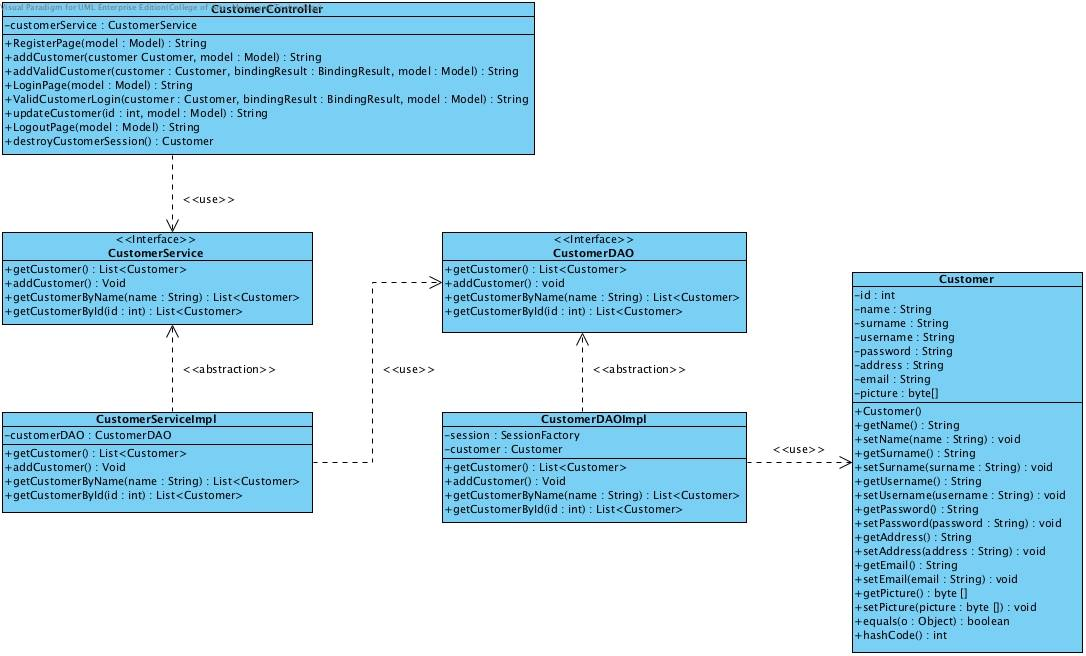 Visual Paradigm for UML Enterprise Edition(College of
CustomerController
-customerService : CustomerService
+RegisterPage(model : Model) : String
+addCustomer(customer Customer, model : Model) : String
+addValidCustomer(customer : Customer, bindingResult : BindingResult, model : Model) : String
+LoginPage(model : Model) : String
+ValidCustomerLogin(customer : Customer, bindingResult : BindingResult, model : Model) : String
+updateCustomer(id : int, model : Model) : String
+LogoutPage(model : Model) : String
+destroyCustomerSession() : Customer
<<use>>
<<Interface>>
CustomerService
+getCustomer() : List<Customer>
+addCustomer() : Void
+getCustomerByName(name : String) : List<Customer>
+getCustomerById(id : int) : List<Customer>
<<Interface>>
CustomerDAO
+getCustomer() : List<Customer>
+addCustomer() : void
+getCustomerByName(name : String) : List<Customer>
+getCustomerById(id : int) : List<Customer>
<<abstraction>>
<<use>>
<<abstraction>>
CustomerServiceImpl
-customerDAO : CustomerDAO
+getCustomer() : List<Customer>
+addCustomer() : Void
+getCustomerByName(name : String) : List<Customer>
+getCustomerById(id : int) : List<Customer>
CustomerDAOImpl
-session : SessionFactory
-customer : Customer
+getCustomer() : List<Customer>
+addCustomer() : Void
+getCustomerByName(name : String) : List<Customer>
+getCustomerById(id : int) : List<Customer>
<<use>>
Customer
-id : int
-name : String
-surname : String
-username : String
-password : String
-address : String
-email : String
-picture : byte[]
+Customer()
+getName() : String
+setName(name : String) : void
+getSurname() : String
+setSurname(surname : String) : void
+getUsername() : String
+setUsername(username : String) : void
+getPassword() : String
+setPassword(password : String) : void
+getAddress() : String
+setAddress(address : String) : void
+getEmail() : String
+setEmail(email : String) : void
+getPicture() : byte []
+setPicture(picture : byte []) : void
+equals(o : Object) : boolean
+hashCode() : int